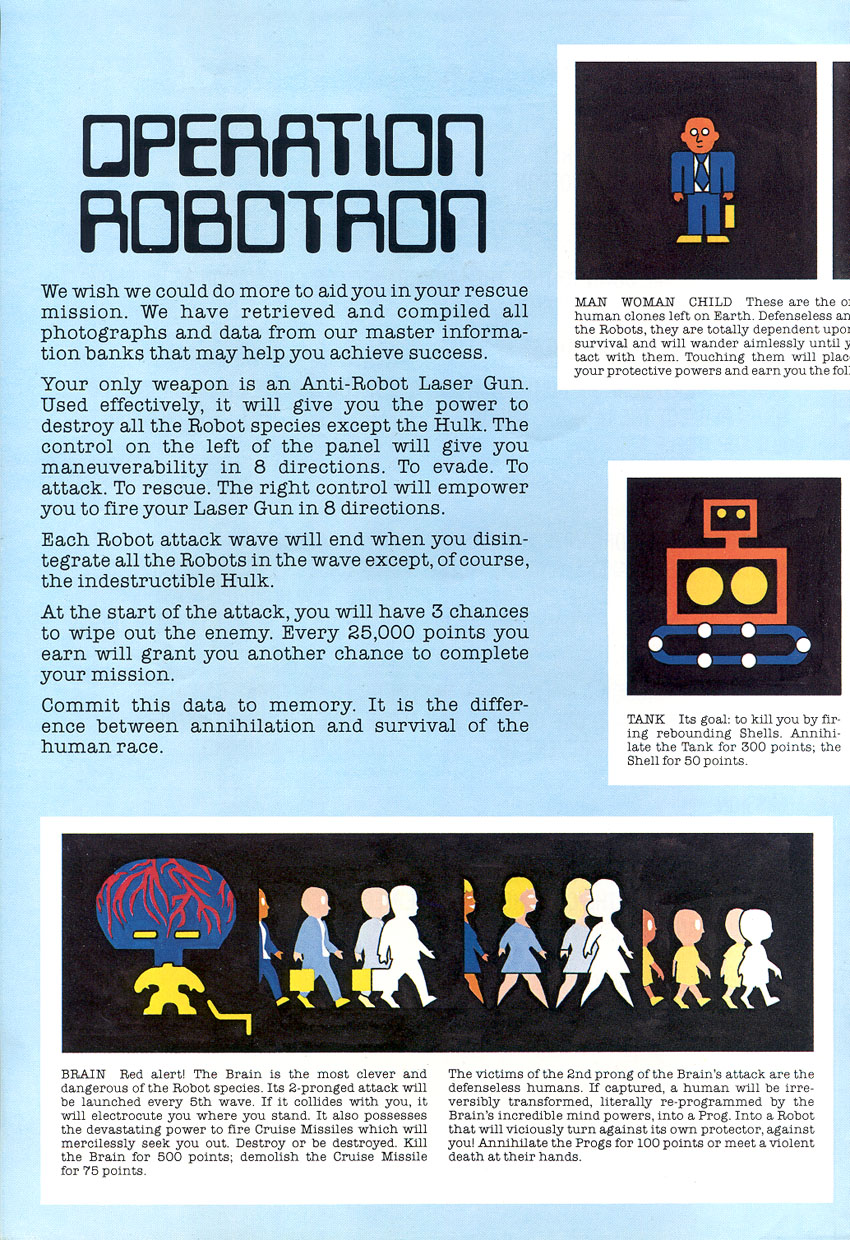 OPERATION
ROBOTRON
We wish we could do more to aid you in your rescue
mission. We have retrieved and compiled all
photographs and data from our master informa-
tion banks that may help you achieve success.
Your only weapon is an Anti-Robot Laser Gun.
Used effectively, it will give you the power to
destroy all the Robot species except the Hulk. The
control on the left of the panel will give you
maneuverability in 8 directions. To evade. To
attack. To rescue. The right control will empower
you to fire your Laser Gun in 8 directions.
Each Robot attack wave will end when you disin-
tegrate all the Robots in the wave except, of course,
the indestructible Hulk.
At the start of the attack, you will have 3 chances
to wipe out the enemy. Every 25,000 points you
earn will grant you another chance to complete
your mission.
Commit this data to memory. It is the differ-
ence between annihilation and survival of the
human race.
MAN WOMAN CHILD These are the
human clones left on Earth. Defenseless
the Robots, they are totally dependent
survival and will wander aimlessly until
tact with them. Touching them will
your protective powers and earn you the
TANK Its goal: to kill you by fir-
ing rebounding Shells. Annihi-
late the Tank for 300 points; the
Shell for 50 points.
BRAIN Red alert! The Brain is the most clever and
dangerous of the Robot species. Its 2-pronged attack will
be launched every 5th wave. If it collides with you, it
will electrocute you where you stand. It also possesses
the devastating power to fire Cruise Missiles which will
mercilessly seek you out. Destroy or be destroyed. Kill
the Brain for 500 points; demolish the Cruise Missile
for 75 points.
The victims of the 2nd prong of the Brain's attack are the
defenseless humans. If captured, a human will be irre-
versibly transformed, literally re-programmed by the
Brain's incredible mind powers, into a Prog. Into a Robot
that will viciously turn against its own protector, against
you! Annihilate the Progs for 100 points or meet a violent
death at their hands.